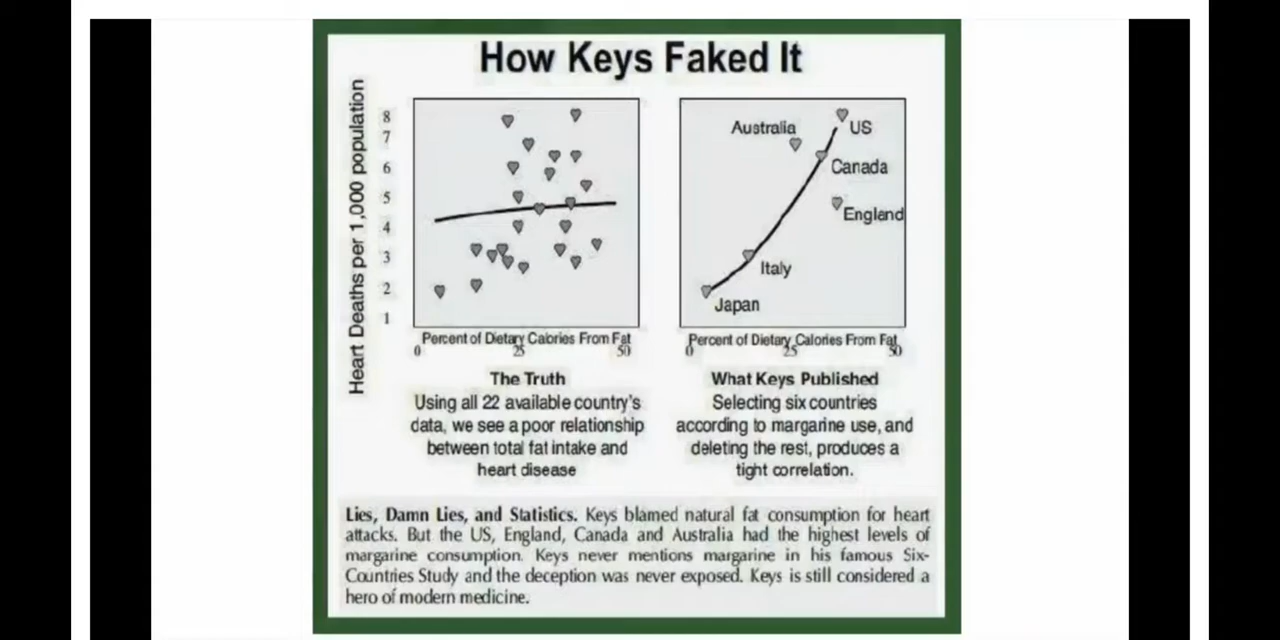 How Keys Faked It
Heart Deaths per 1,000 population
8
7
6
5
4
3
2
1
Percent of Dietary Calories From Fat
0 25 50
Australia
US
Canada
England
Italy
Japan
Percent of Dietary Calories From Fat
0 25 50
The Truth
Using all 22 available country's
data, we see a poor relationship
between total fat intake and
heart disease
What Keys Published
Selecting six countries
according to margarine use, and
deleting the rest, produces a
tight correlation.
Lies, Damn Lies, and Statistics. Keys blamed natural fat consumption for heart
attacks. But the US, England, Canada and Australia had the highest levels of
margarine consumption. Keys never mentions margarine in his famous Six-
Countries Study and the deception was never exposed. Keys is still considered a
hero of modern medicine.